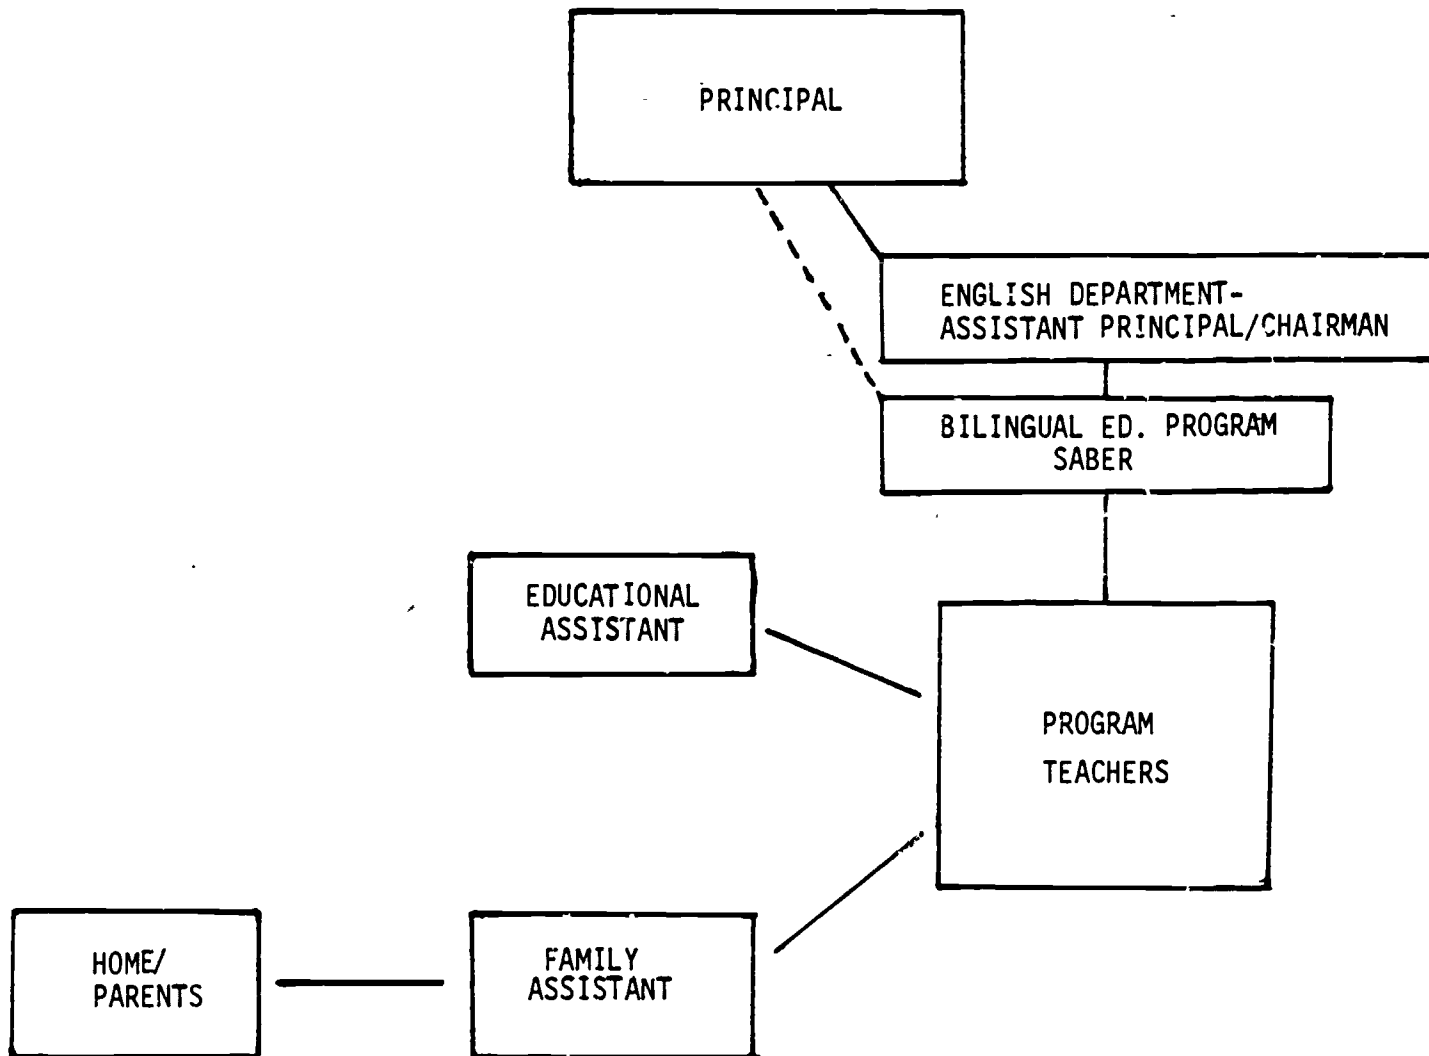 PRINCIPAL
ENGLISH DEPARTMENT-
ASSISTANT PRINCIPAL/CHAIRMAN
BILINGUAL ED. PROGRAM
SABER
EDUCATIONAL
ASSISTANT
PROGRAM
TEACHERS
HOME/
PARENTS
FAMILY
ASSISTANT